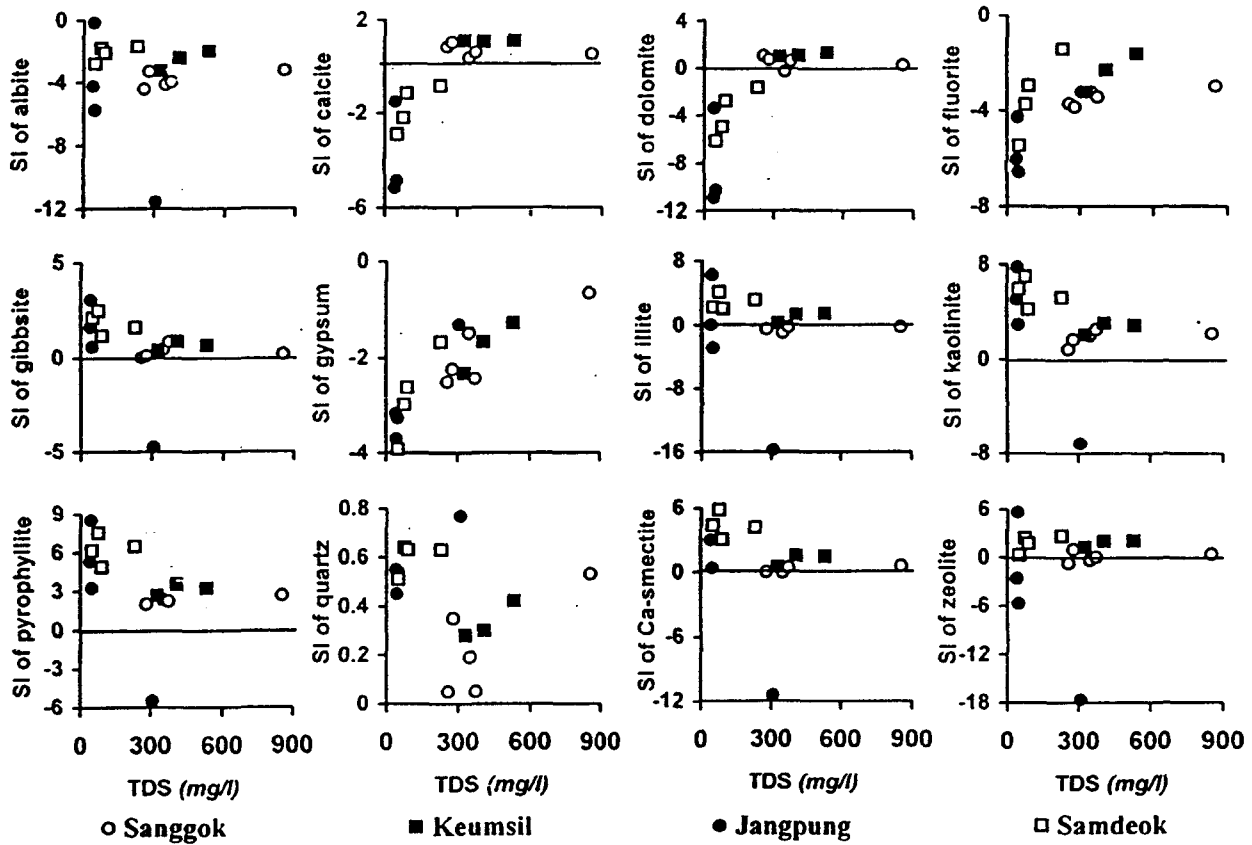 SI of albite
0
-4
-8
-12
SI of calcite
2
0
-2
-6
SI of dolomite
4
0
-4
-8
-12
SI of fluorite
0
-4
-8
SI of gibbsite
5
0
-5
SI of gypsum
0
-2
-4
SI of illite
8
0
-8
-16
SI of kaolinite
8
0
-8
SI of pyrophyllite
9
6
3
0
-3
-6
SI of quartz
0.8
0.6
0.4
0.2
0
SI of Ca-smectite
6
0
-6
-12
SI of zeolite
6
0
-6
-12
-18
0 300 600 900
0 300 600 900
0 300 600 900
0 300 600 900
TDS (mg/l)
TDS (mg/l)
TDS (mg/l)
TDS (mg/l)
Sanggok
Keumsil
Jangpung
Samdeok